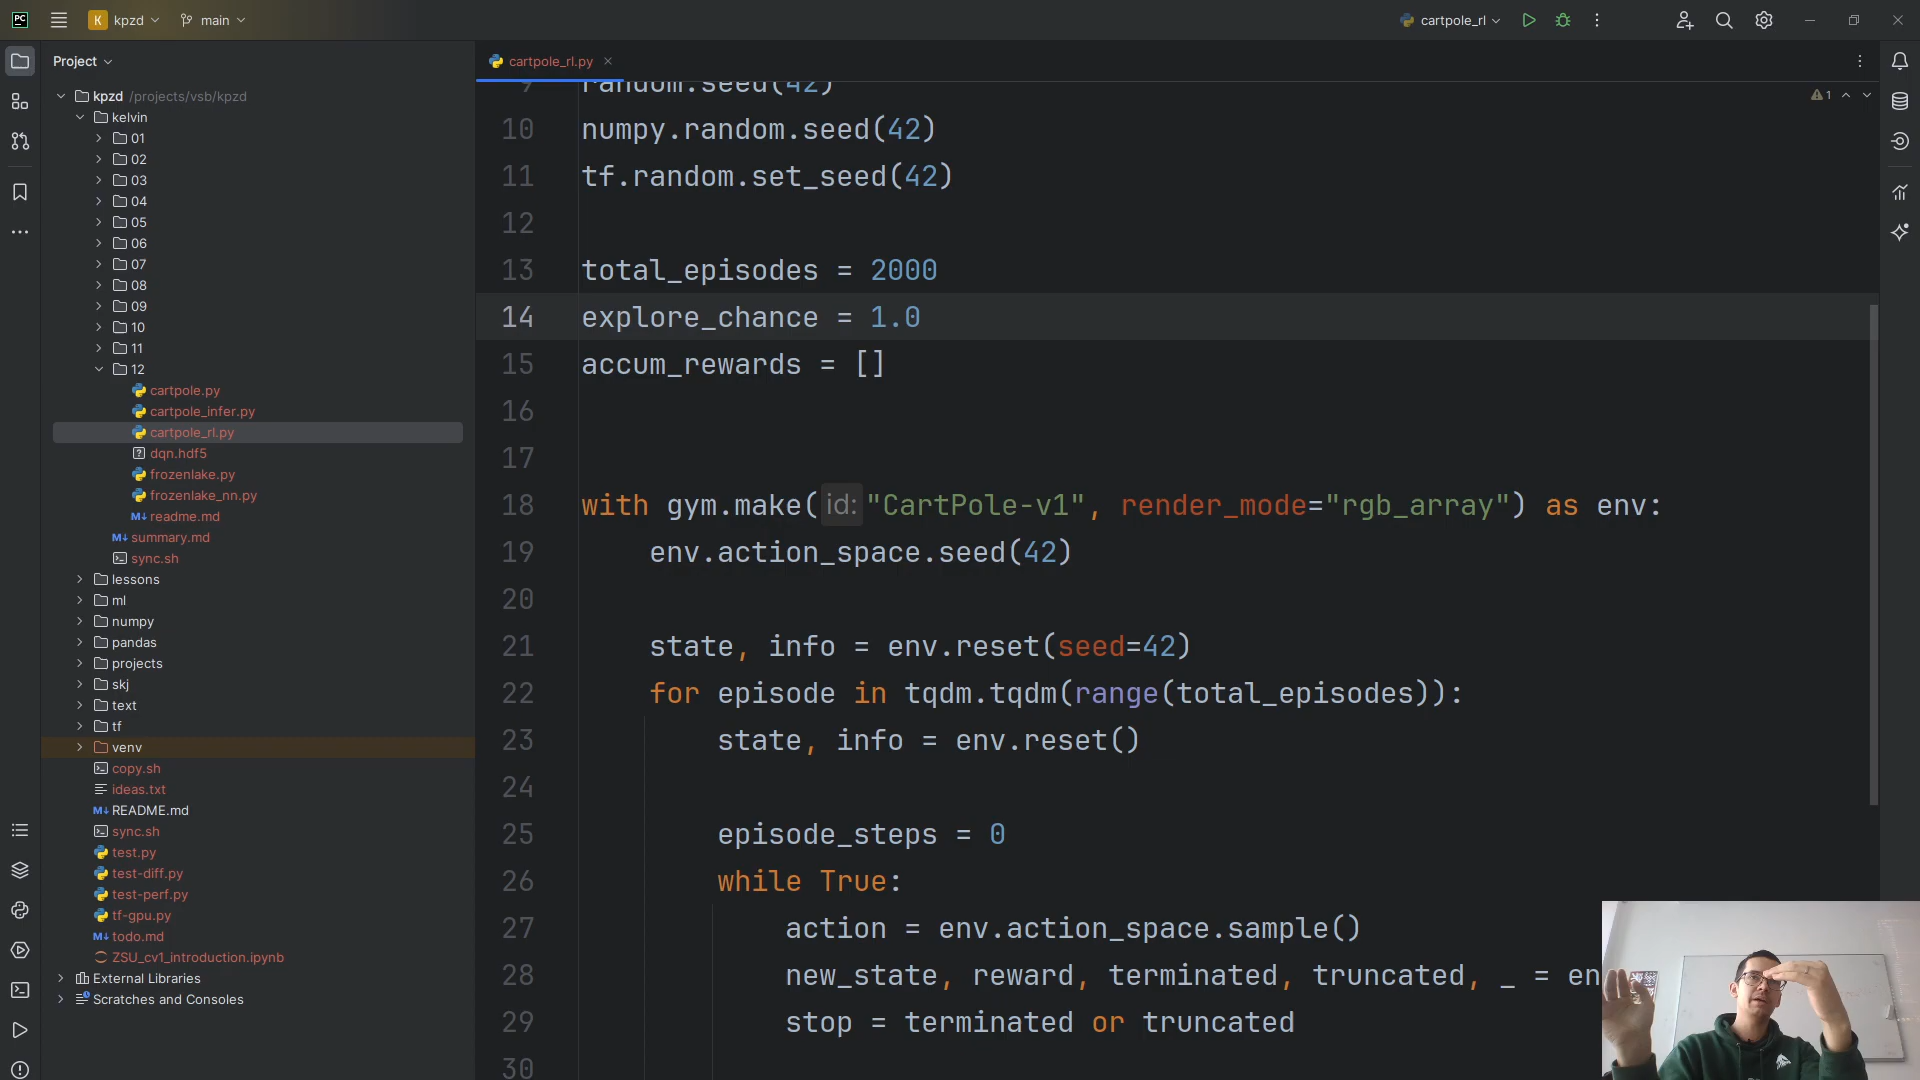 PC
K kpzd
main
cartpole_rl
Project
cartpole_rl.py
1
kpzd /projects/vsb/kpzd
kelvin
01
02
03
04
05
06
07
08
09
10
11
12
cartpole.py
cartpole_infer.py
cartpole_rl.py
dqn.hdf5
frozenlake.py
frozenlake_nn.py
M↓ readme.md
M↓ summary.md
sync.sh
lessons
ml
numpy
pandas
projects
skj
text
tf
venv
copy.sh
ideas.txt
M↓ README.md
sync.sh
test.py
test-diff.py
test-perf.py
tf-gpu.py
M↓ todo.md
ZSU_cv1_introduction.ipynb
External Libraries
Scratches and Consoles
9 random.seed(42)
10 numpy.random.seed(42)
11 tf.random.set_seed(42)
12
13 total_episodes = 2000
14 explore_chance = 1.0
15 accum_rewards = []
16
17
18 with gym.make(id: "CartPole-v1", render_mode="rgb_array") as env:
19 env.action_space.seed(42)
20
21 state, info = env.reset(seed=42)
22 for episode in tqdm.tqdm(range(total_episodes)):
23 state, info = env.reset()
24
25 episode_steps = 0
26 while True:
27 action = env.action_space.sample()
28 new_state, reward, terminated, truncated, _ = en
29 stop = terminated or truncated
30